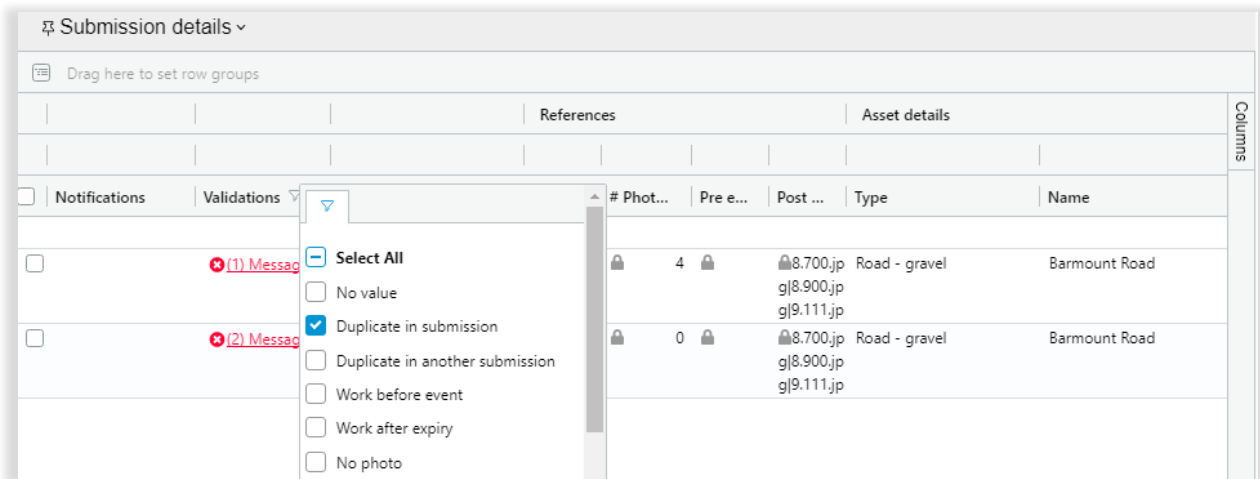 Submission details
Drag here to set row groups
References Asset details
Columns
Notifications Validations # Phot... Pre e... Post ... Type Name
Select All
No value
Duplicate in submission
Duplicate in another submission
Work before event
Work after expiry
No photo
(1) Messag 4 8.700.jp Road - gravel Barmount Road
g|8.900.jp
g|9.111.jp
(2) Messag 0 8.700.jp Road - gravel Barmount Road
g|8.900.jp
g|9.111.jp